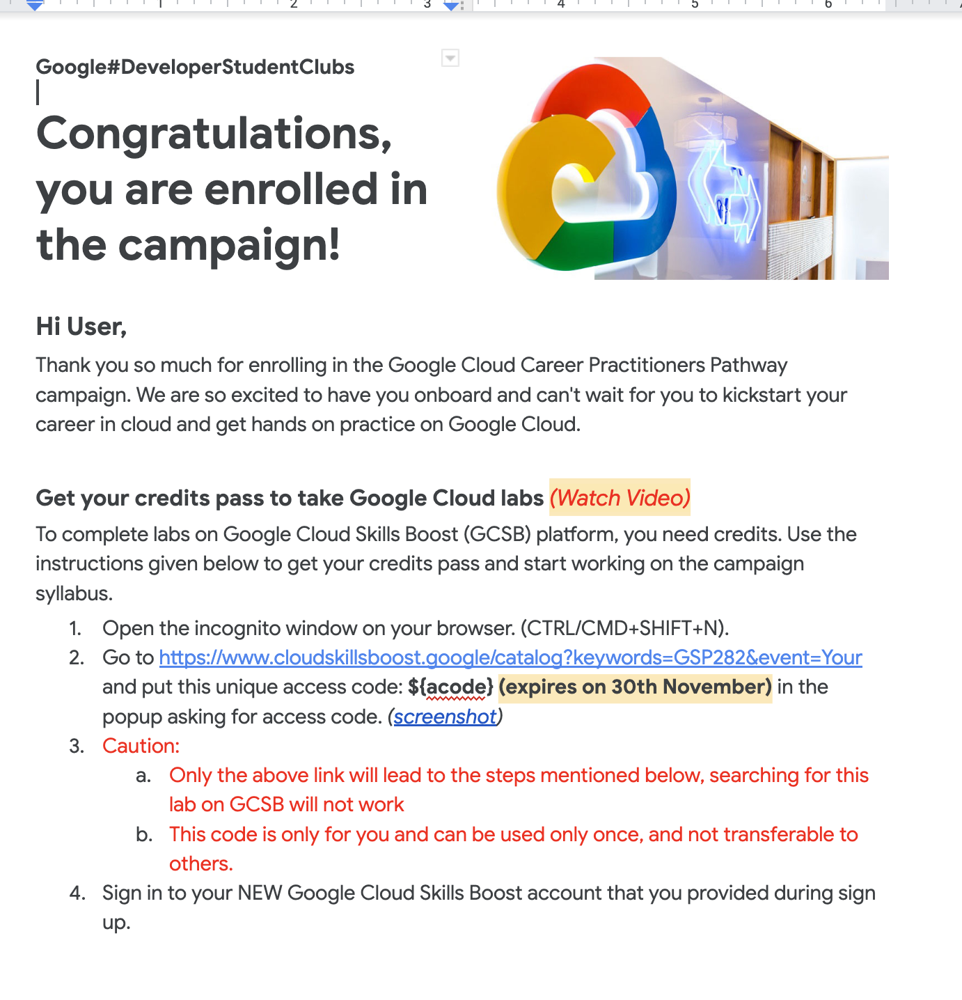 1 2 3 4 5 6
Google#DeveloperStudentClubs
Congratulations,
you are enrolled in
the campaign!
Hi User,
Thank you so much for enrolling in the Google Cloud Career Practitioners Pathway
campaign. We are so excited to have you onboard and can't wait for you to kickstart your
career in cloud and get hands on practice on Google Cloud.
Get your credits pass to take Google Cloud labs (Watch Video)
To complete labs on Google Cloud Skills Boost (GCSB) platform, you need credits. Use the
instructions given below to get your credits pass and start working on the campaign
syllabus.
1. Open the incognito window on your browser. (CTRL/CMD+SHIFT+N).
2. Go to https://www.cloudskillsboost.google/catalog?keywords=GSP282&event=Your
and put this unique access code: ${acode} (expires on 30th November) in the
popup asking for access code. (screenshot)
3. Caution:
a. Only the above link will lead to the steps mentioned below, searching for this
lab on GCSB will not work
b. This code is only for you and can be used only once, and not transferable to
others.
4. Sign in to your NEW Google Cloud Skills Boost account that you provided during sign
up.